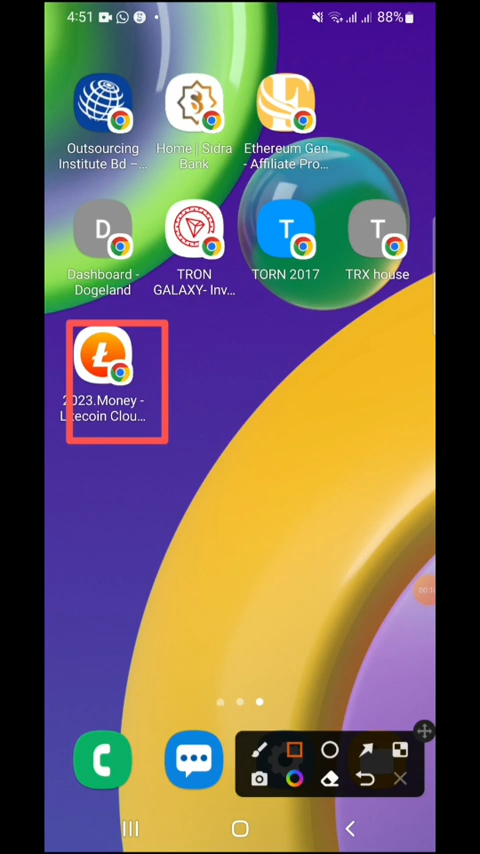 4:51
88%
Outsourcing
Institute Bd –...
Home | Sidra
Bank
Ethereum Gen
- Affiliate Pro...
D
Dashboard -
Dogeland
TRON
GALAXY- Inv...
T
TORN 2017
T
TRX house
2023.Money -
Litecoin Clou...